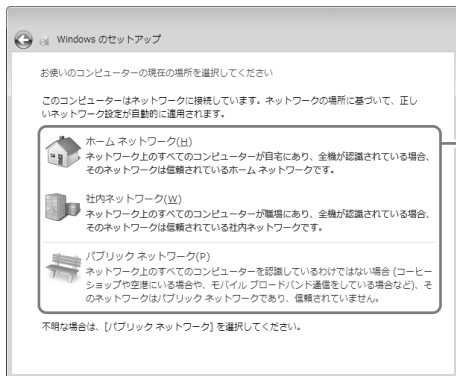 Windows のセットアップ
お使いのコンピューターの現在の場所を選択してください
このコンピューターはネットワークに接続しています。ネットワークの場所に基づいて、正し
いネットワーク設定が自動的に適用されます。
ホーム ネットワーク(H)
ネットワーク上のすべてのコンピューターが自宅にあり、全機が認識されている場合、
そのネットワークは信頼されているホーム ネットワークです。
社内ネットワーク(W)
ネットワーク上のすべてのコンピューターが職場にあり、全機が認識されている場合、
そのネットワークは信頼されている社内ネットワークです。
パブリック ネットワーク(P)
ネットワーク上のすべてのコンピューターを認識しているわけではない場合 (コーヒー
ショップや空港にいる場合や、モバイル ブロードバンド通信をしている場合など)、そ
のネットワークはパブリック ネットワークであり、信頼されていません。
不明な場合は、[パブリック ネットワーク] を選択してください。